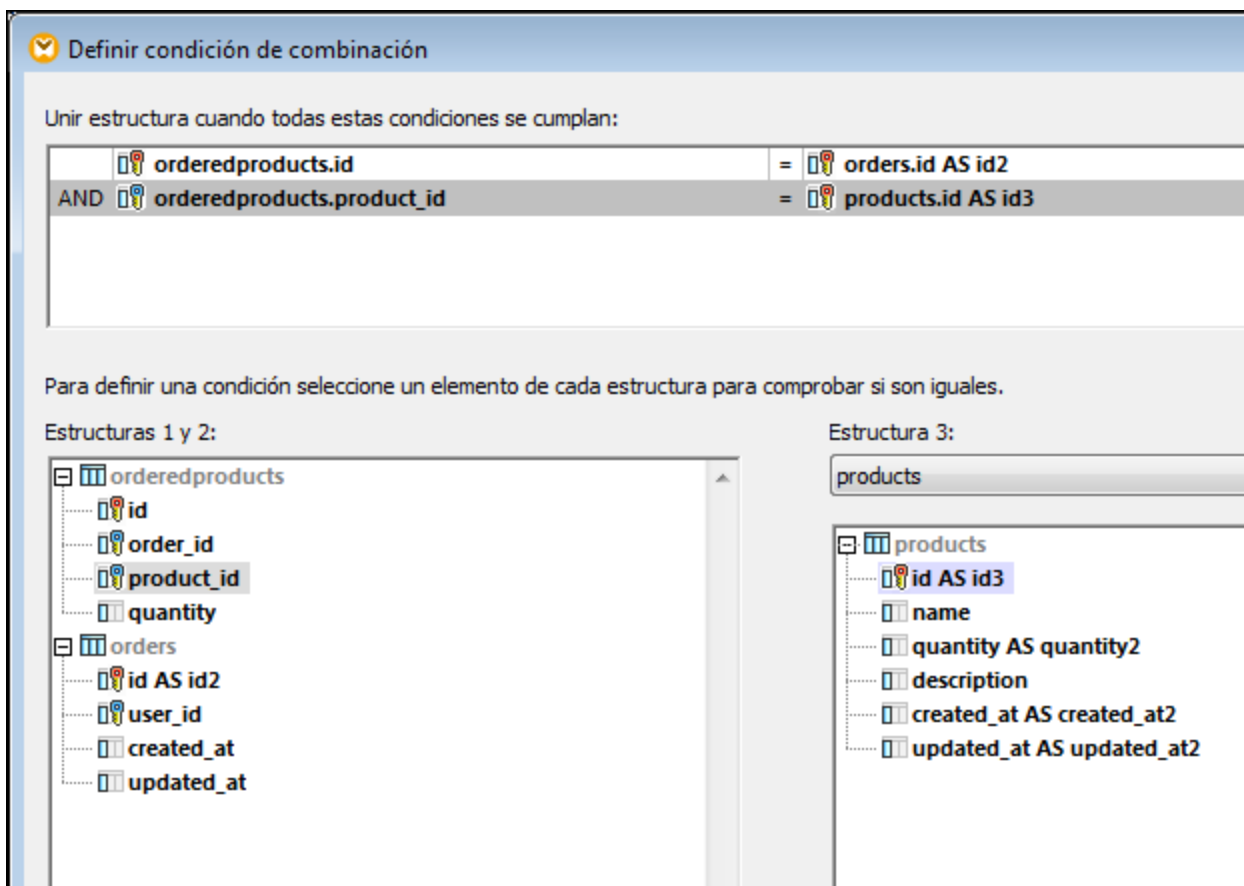 Definir condición de combinación
Unir estructura cuando todas estas condiciones se cumplan:
orderedproducts.id = orders.id AS id2
AND orderedproducts.product_id = products.id AS id3
Para definir una condición seleccione un elemento de cada estructura para comprobar si son iguales.
Estructuras 1 y 2:
orderedproducts
id
order_id
product_id
quantity
orders
id AS id2
user_id
created_at
updated_at
Estructura 3:
products
products
id AS id3
name
quantity AS quantity2
description
created_at AS created_at2
updated_at AS updated_at2